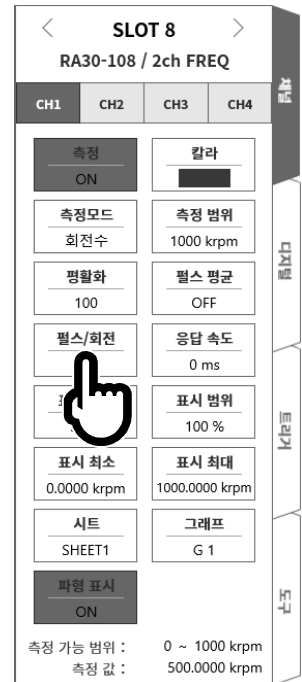 SLOT 8
RA30-108 / 2ch FREQ
CH1 CH2 CH3 CH4
측정 칼라
ON
측정모드 측정 범위
회전수 1000 krpm
평활화 펄스 평균
100 OFF
펄스/회전 응답 속도
0 ms
표시 범위
100 %
표시 최소 표시 최대
0.0000 krpm 1000.0000 krpm
시트 그래프
SHEET1 G 1
파형 표시
ON
측정 가능 범위 : 0 ~ 1000 krpm
측정 값 : 500.0000 krpm
채널
디지털
트리거
도구